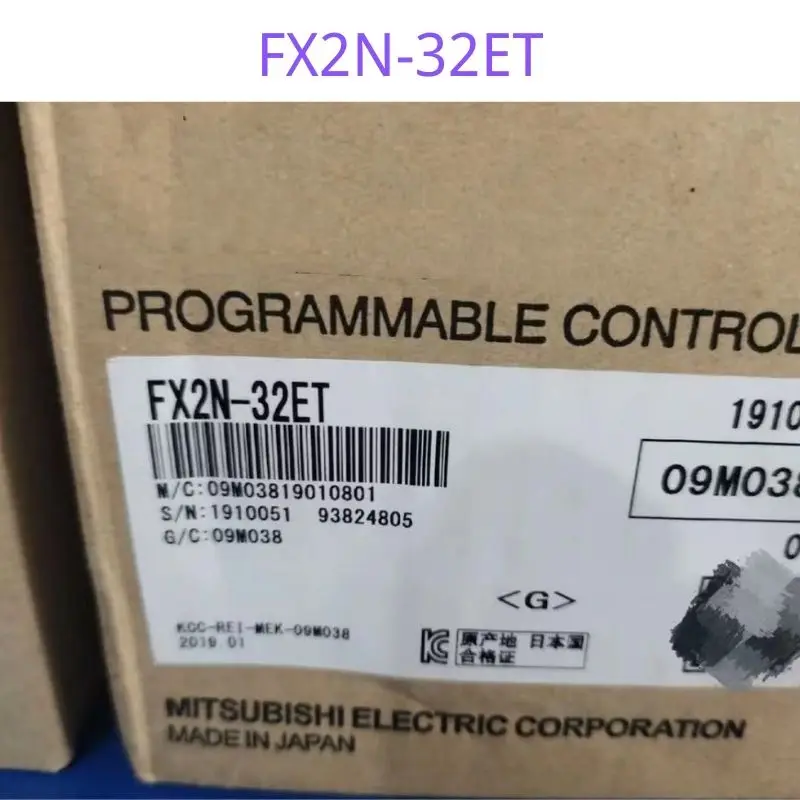 FX2N-32ET
PROGRAMMABLE CONTROL
FX2N-32ET
1910
M/C:09M03819010801
09M038
S/N:1910051 93824805
G/C:09M038
0
<G>
KCC-REI-MEK-09M038
2019.01
原产地 日本国
合格证
MITSUBISHI ELECTRIC CORPORATION
MADE IN JAPAN